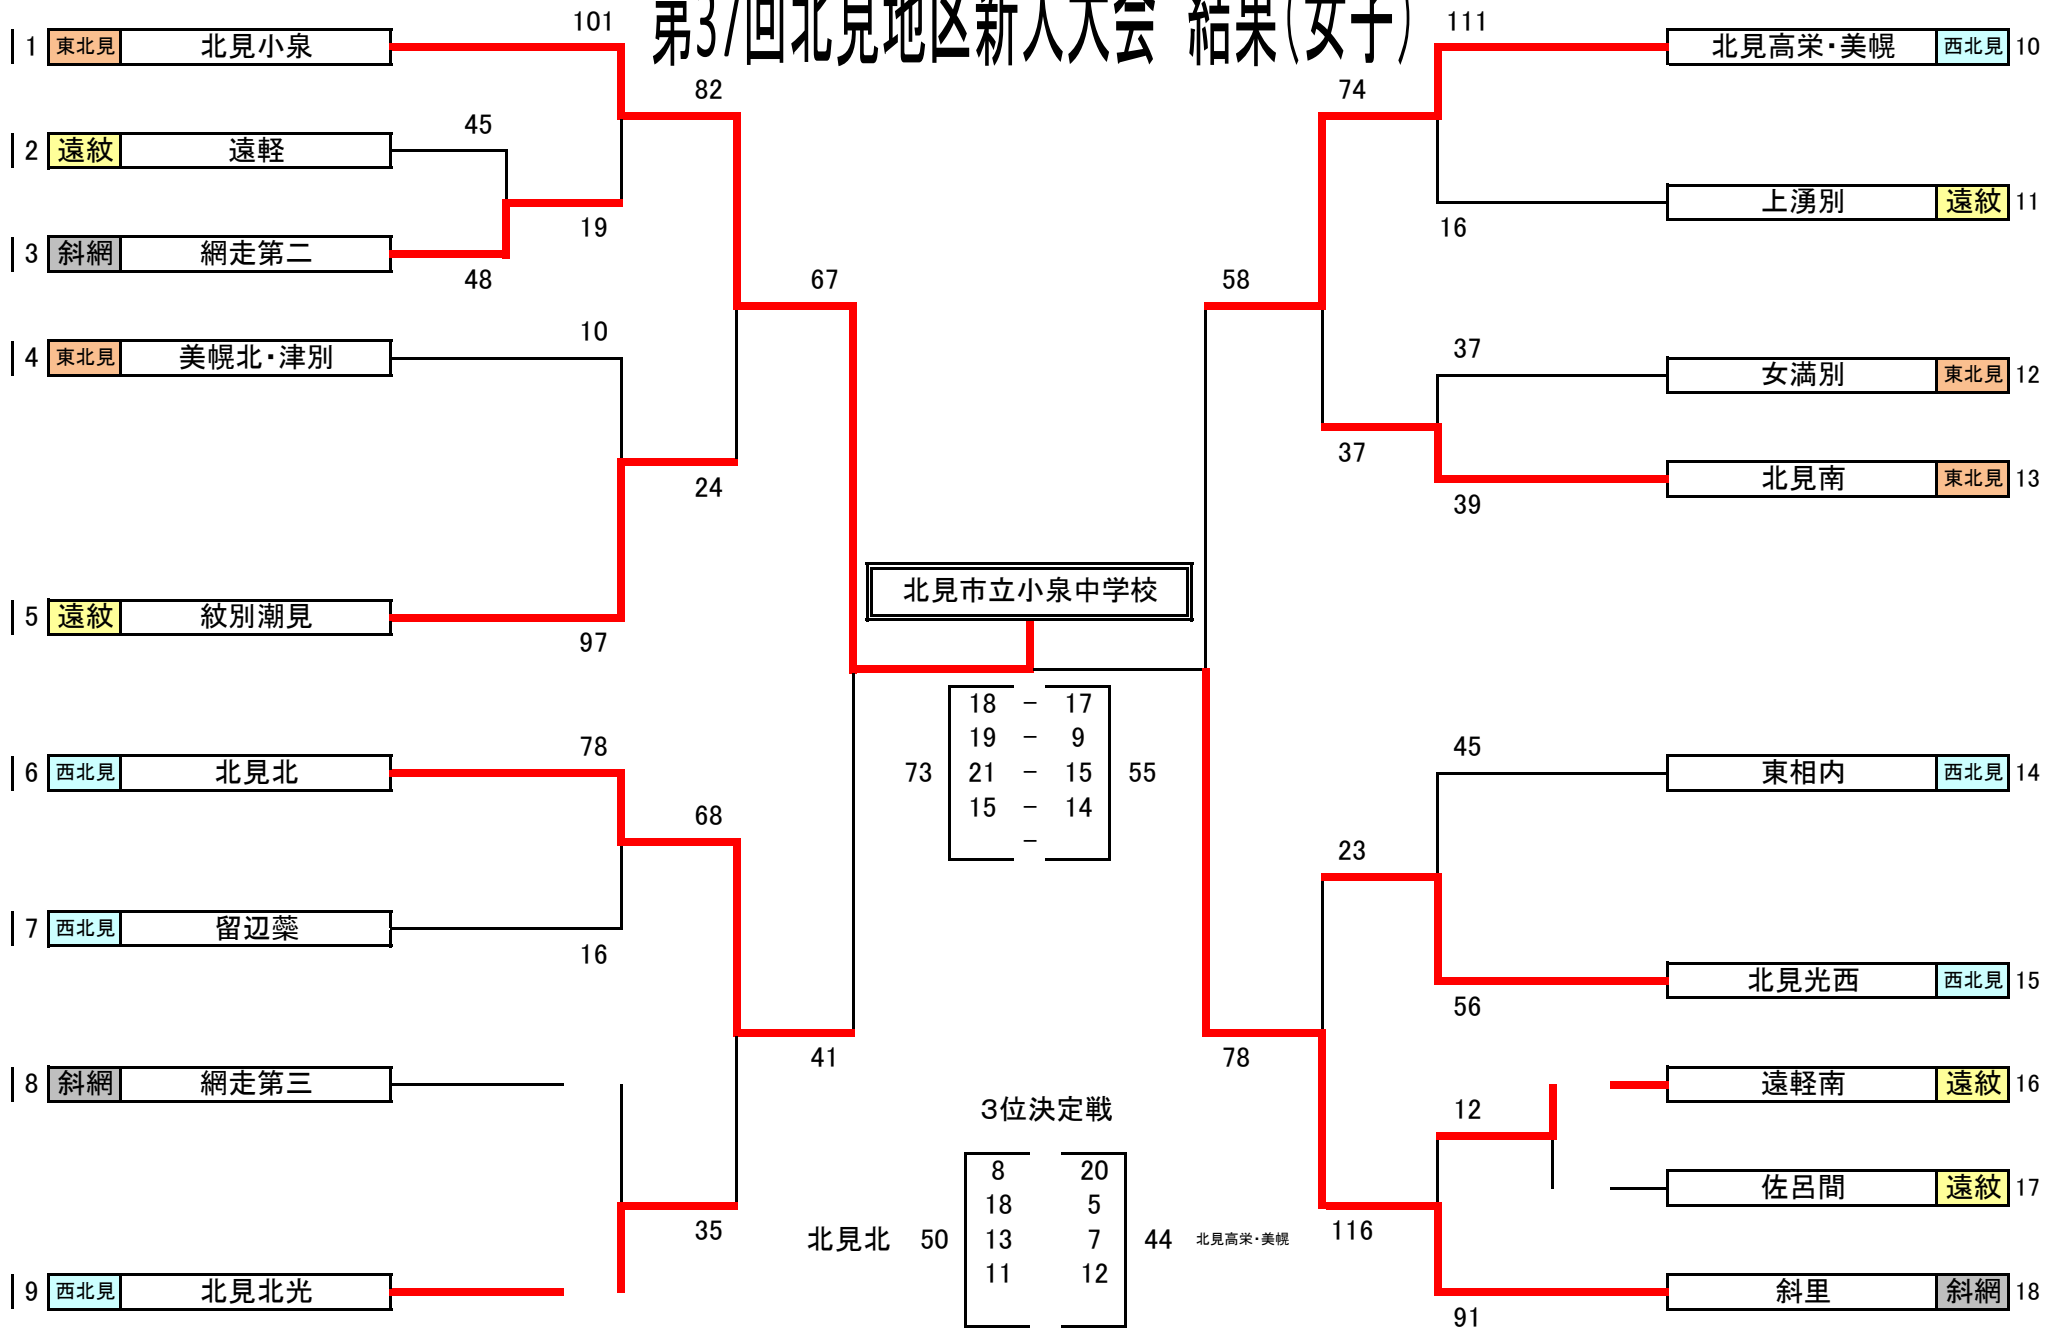 第37回北見地区新人大会 結果(女子)
101
111
1 東北見 北見小泉
北見高栄・美幌 西北見 10
82
74
45
2 遠紋 遠軽
上湧別 遠紋 11
19
16
3 斜網 網走第二
48
67
58
10
37
4 東北見 美幌北・津別
女満別 東北見 12
37
24
北見南 東北見 13
39
北見市立小泉中学校
5 遠紋 紋別潮見
97
18 - 17
19 - 9
73 21 - 15 55
15 - 14
-
78
45
6 西北見 北見北
東相内 西北見 14
68
23
7 西北見 留辺蘂
16
北見光西 西北見 15
56
41
78
8 斜網 網走第三
遠軽南 遠紋 16
3位決定戦
12
8 20
18 5
北見北 50 13 7 44 北見高栄・美幌
11 12
佐呂間 遠紋 17
35
116
9 西北見 北見北光
斜里 斜網 18
91